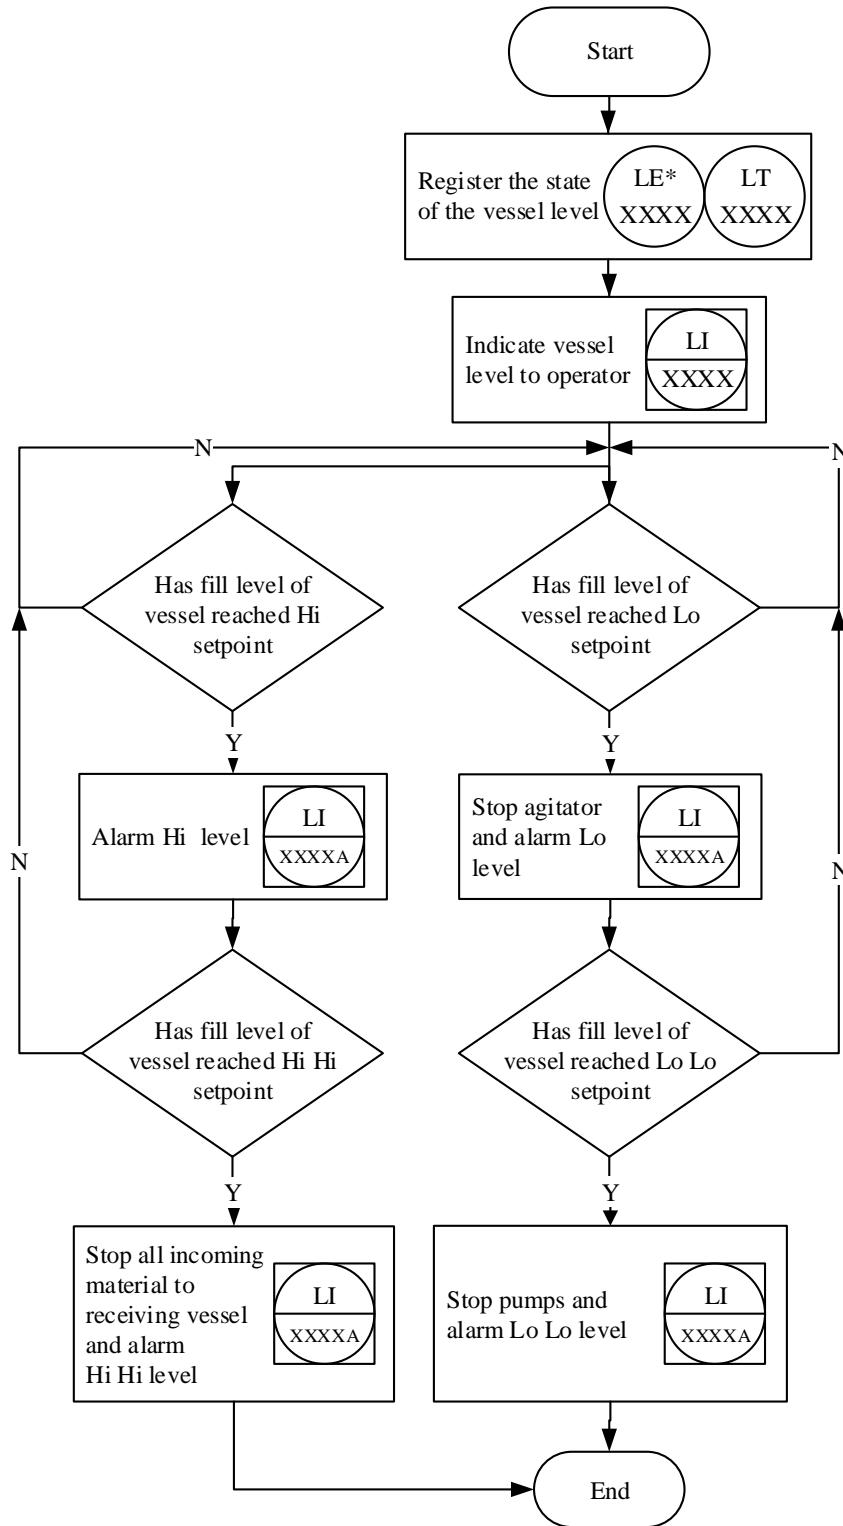 Start
Register the state
of the vessel level
LE*
XXXX
LT
XXXX
Indicate vessel
level to operator
LI
XXXX
N
N
Has fill level of
vessel reached Hi
setpoint
Has fill level of
vessel reached Lo
setpoint
Y
Y
Alarm Hi level
LI
XXXXA
Stop agitator
and alarm Lo
level
LI
XXXXA
N
N
Has fill level of
vessel reached Hi Hi
setpoint
Has fill level of
vessel reached Lo Lo
setpoint
Y
Y
Stop all incoming
material to
receiving vessel
and alarm
Hi Hi level
LI
XXXXA
Stop pumps and
alarm Lo Lo level
LI
XXXXA
End